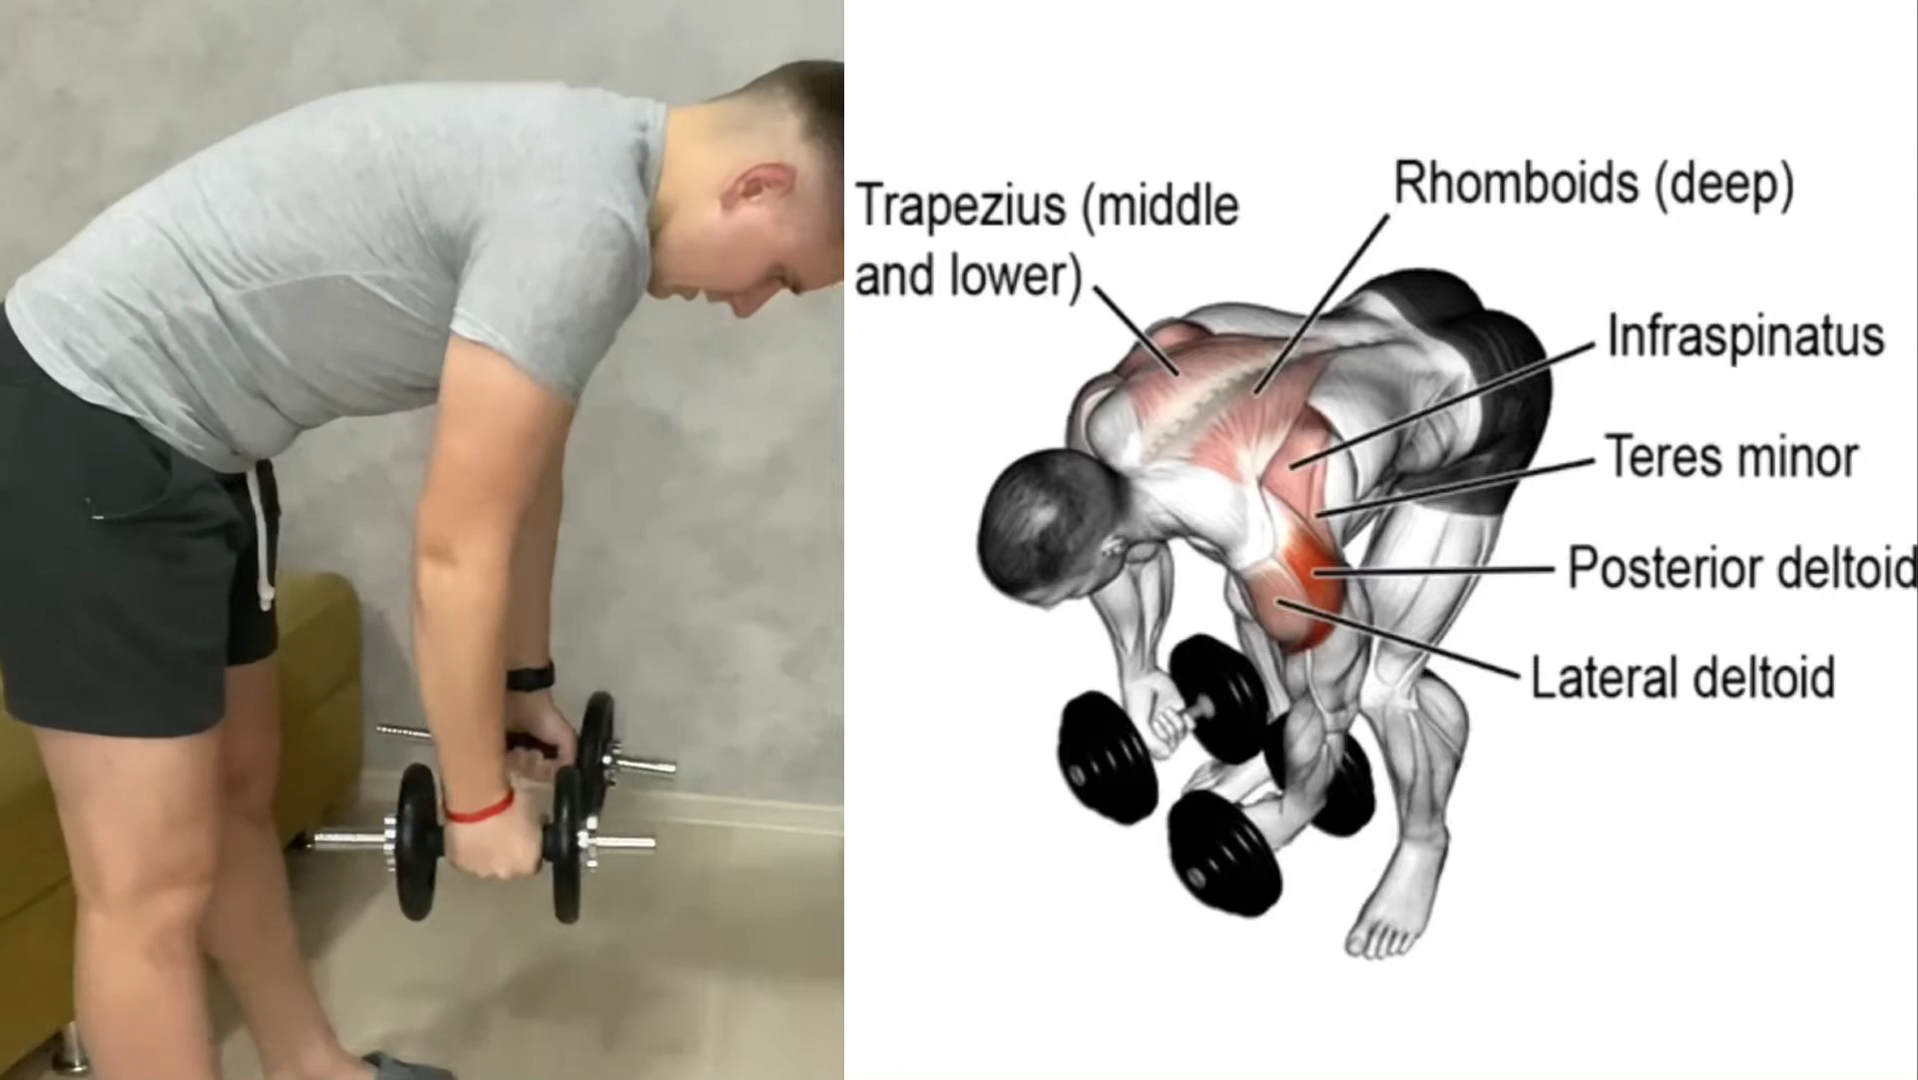 Trapezius (middle
and lower)
Rhomboids (deep)
Infraspinatus
Teres minor
Posterior deltoid
Lateral deltoid